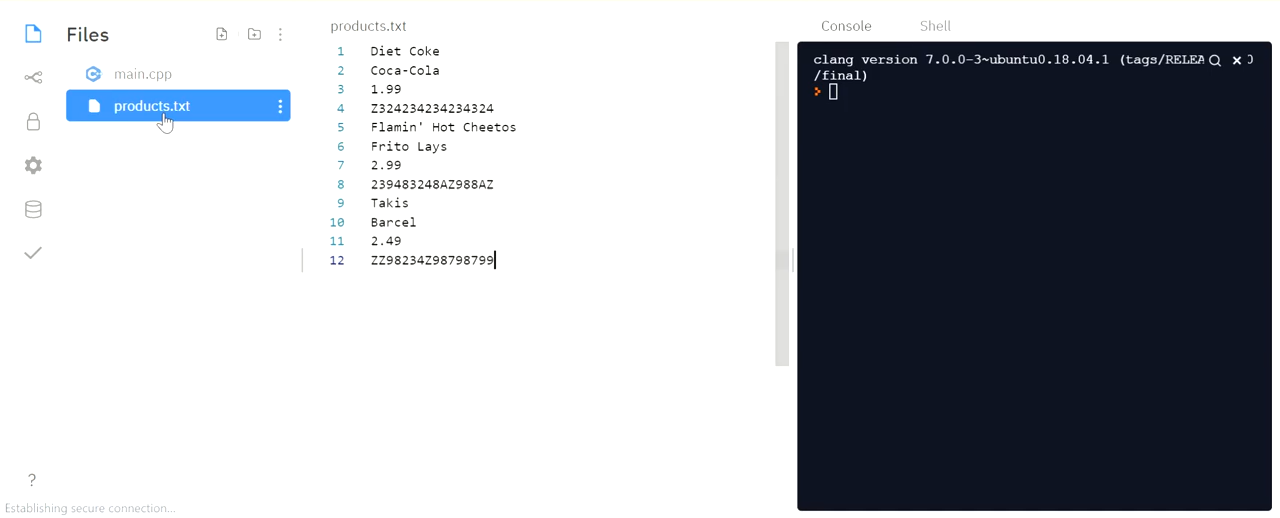 Files
main.cpp
products.txt
?
Establishing secure connection...
products.txt
1 Diet Coke
2 Coca-Cola
3 1.99
4 Z324234234234324
5 Flamin' Hot Cheetos
6 Frito Lays
7 2.99
8 239483248AZ988AZ
9 Takis
10 Barcel
11 2.49
12 ZZ98234Z98798799
Console Shell
clang version 7.0.0-3~ubuntu0.18.04.1 (tags/RELEA 0
/final)